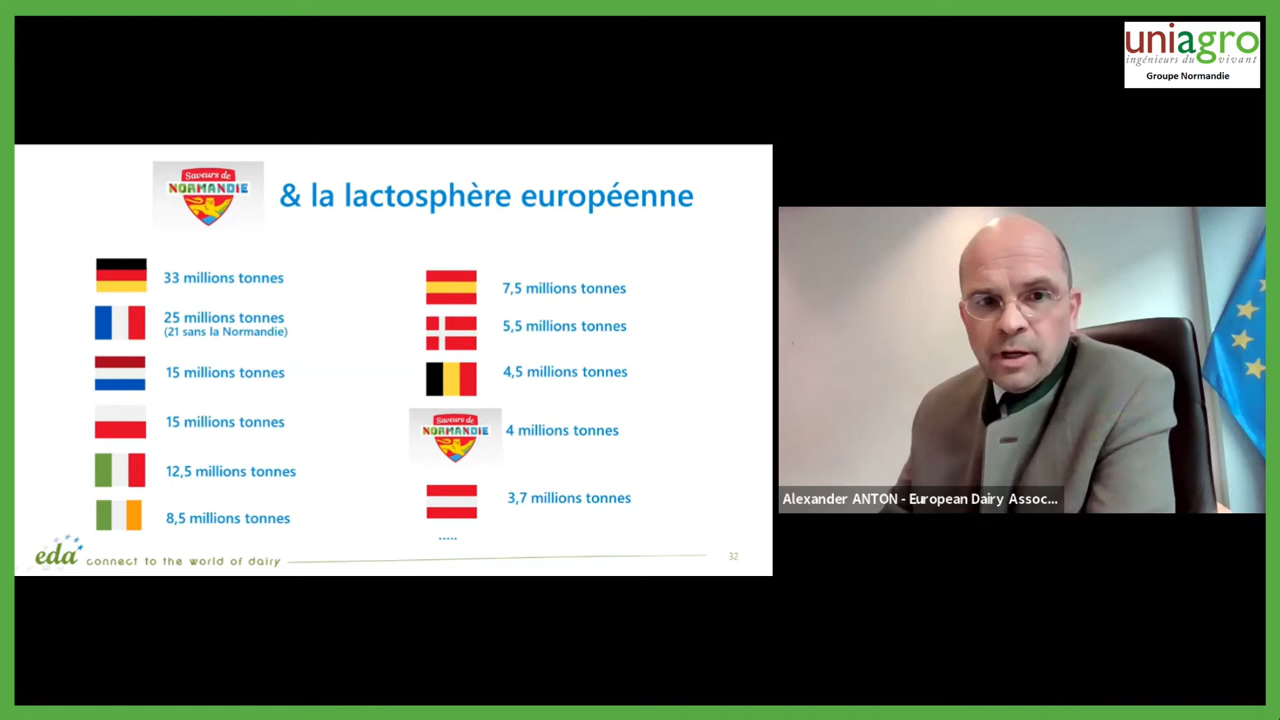 uniagro
ingénieurs du vivant
Groupe Normandie
Saveurs de
NORMANDIE
& la lactosphère européenne
33 millions tonnes
25 millions tonnes
(21 sans la Normandie)
15 millions tonnes
15 millions tonnes
12,5 millions tonnes
8,5 millions tonnes
7,5 millions tonnes
5,5 millions tonnes
4,5 millions tonnes
Saveurs de
NORMANDIE
4 millions tonnes
3,7 millions tonnes
.....
eda connect to the world of dairy
32
Alexander ANTON - European Dairy Assoc...